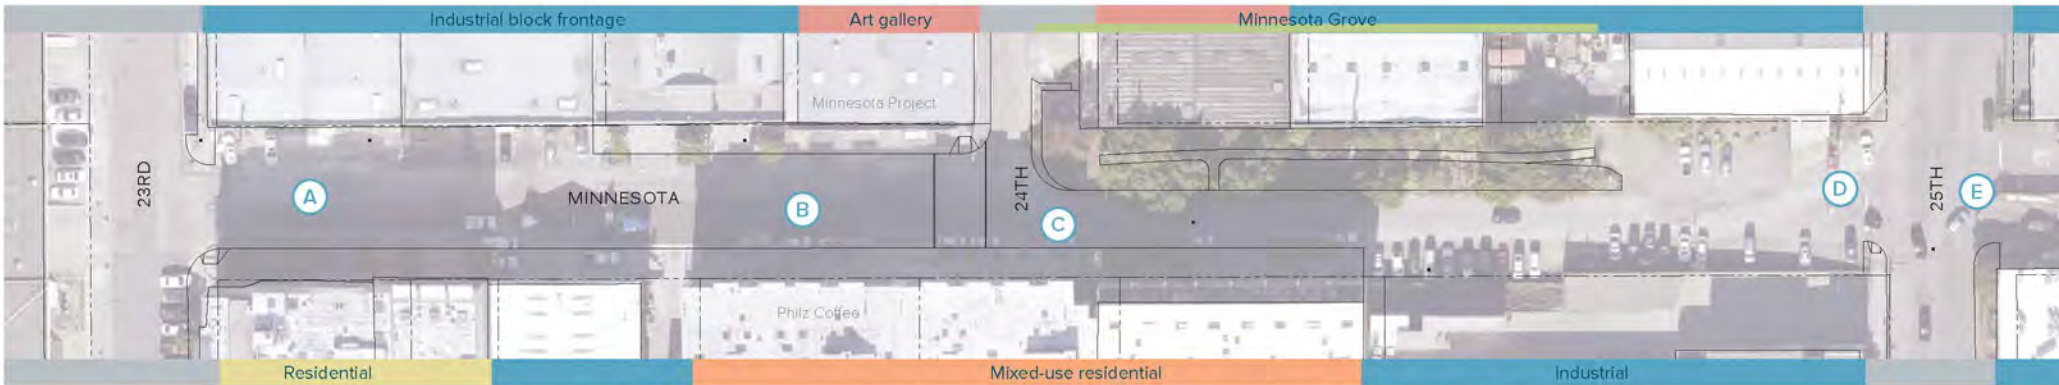 Industrial block frontage
Art gallery
Minnesota Grove
Minnesota Project
23RD
A
MINNESOTA
B
24TH
C
D
25TH
E
Philz Coffee
Residential
Mixed-use residential
Industrial